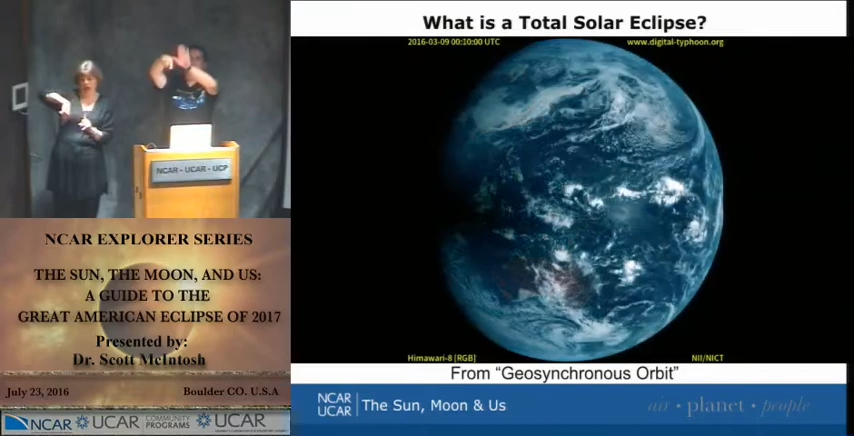 What is a Total Solar Eclipse?
2016-03-09 00:10:00 UTC
www.digital-typhoon.org
NCAR - UCAR - UCP
NCAR EXPLORER SERIES
THE SUN, THE MOON, AND US:
A GUIDE TO THE
GREAT AMERICAN ECLIPSE OF 2017
Presented by:
Dr. Scott McIntosh
July 23, 2016
Boulder CO. U.S.A
Himawari-8 [RGB]
NII/NICT
From “Geosynchronous Orbit”
NCAR
UCAR
The Sun, Moon & Us
air • planet • people
NCAR
UCAR
COMMUNITY
PROGRAMS
UCAR